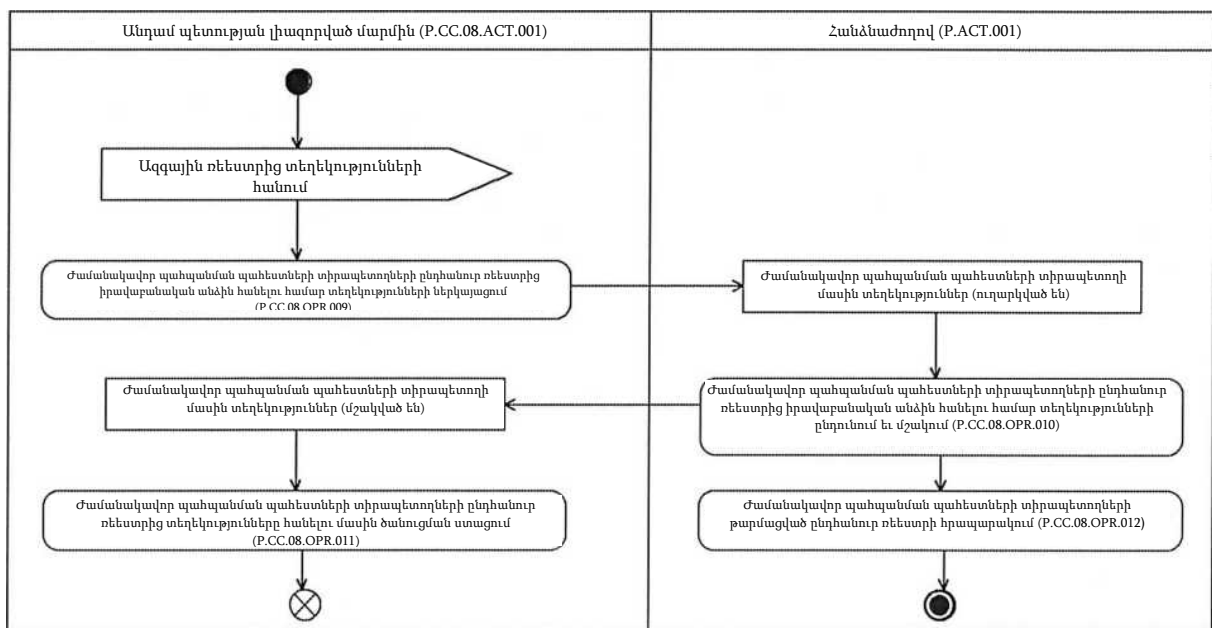 Անդամ պետության լիազորված մարմին (P.CC.08.ACT.001)
Հանձնաժողով (P.ACT.001)
Ազգային ռեեստրից տեղեկությունների
հանում
Ժամանակավոր պահպանման պահեստների տիրապետողների ընդհանուր ռեեստրից
իրավաբանական անձին հանելու համար տեղեկությունների ներկայացում
(P.CC.08.OPR.009)
Ժամանակավոր պահպանման պահեստների տիրապետողի
մասին տեղեկություններ (ուղարկված են)
Ժամանակավոր պահպանման պահեստների տիրապետողի
մասին տեղեկություններ (մշակված են)
Ժամանակավոր պահպանման պահեստների տիրապետողների ընդհանուր
ռեեստրից իրավաբանական անձին հանելու համար տեղեկությունների
ընդունում եւ մշակում (P.CC.08.OPR.010)
Ժամանակավոր պահպանման պահեստների տիրապետողների ընդհանուր
ռեեստրից տեղեկությունները հանելու մասին ծանուցման ստացում
(P.CC.08.OPR.011)
Ժամանակավոր պահպանման պահեստների տիրապետողների
թարմացված ընդհանուր ռեեստրի հրապարակում (P.CC.08.OPR.012)